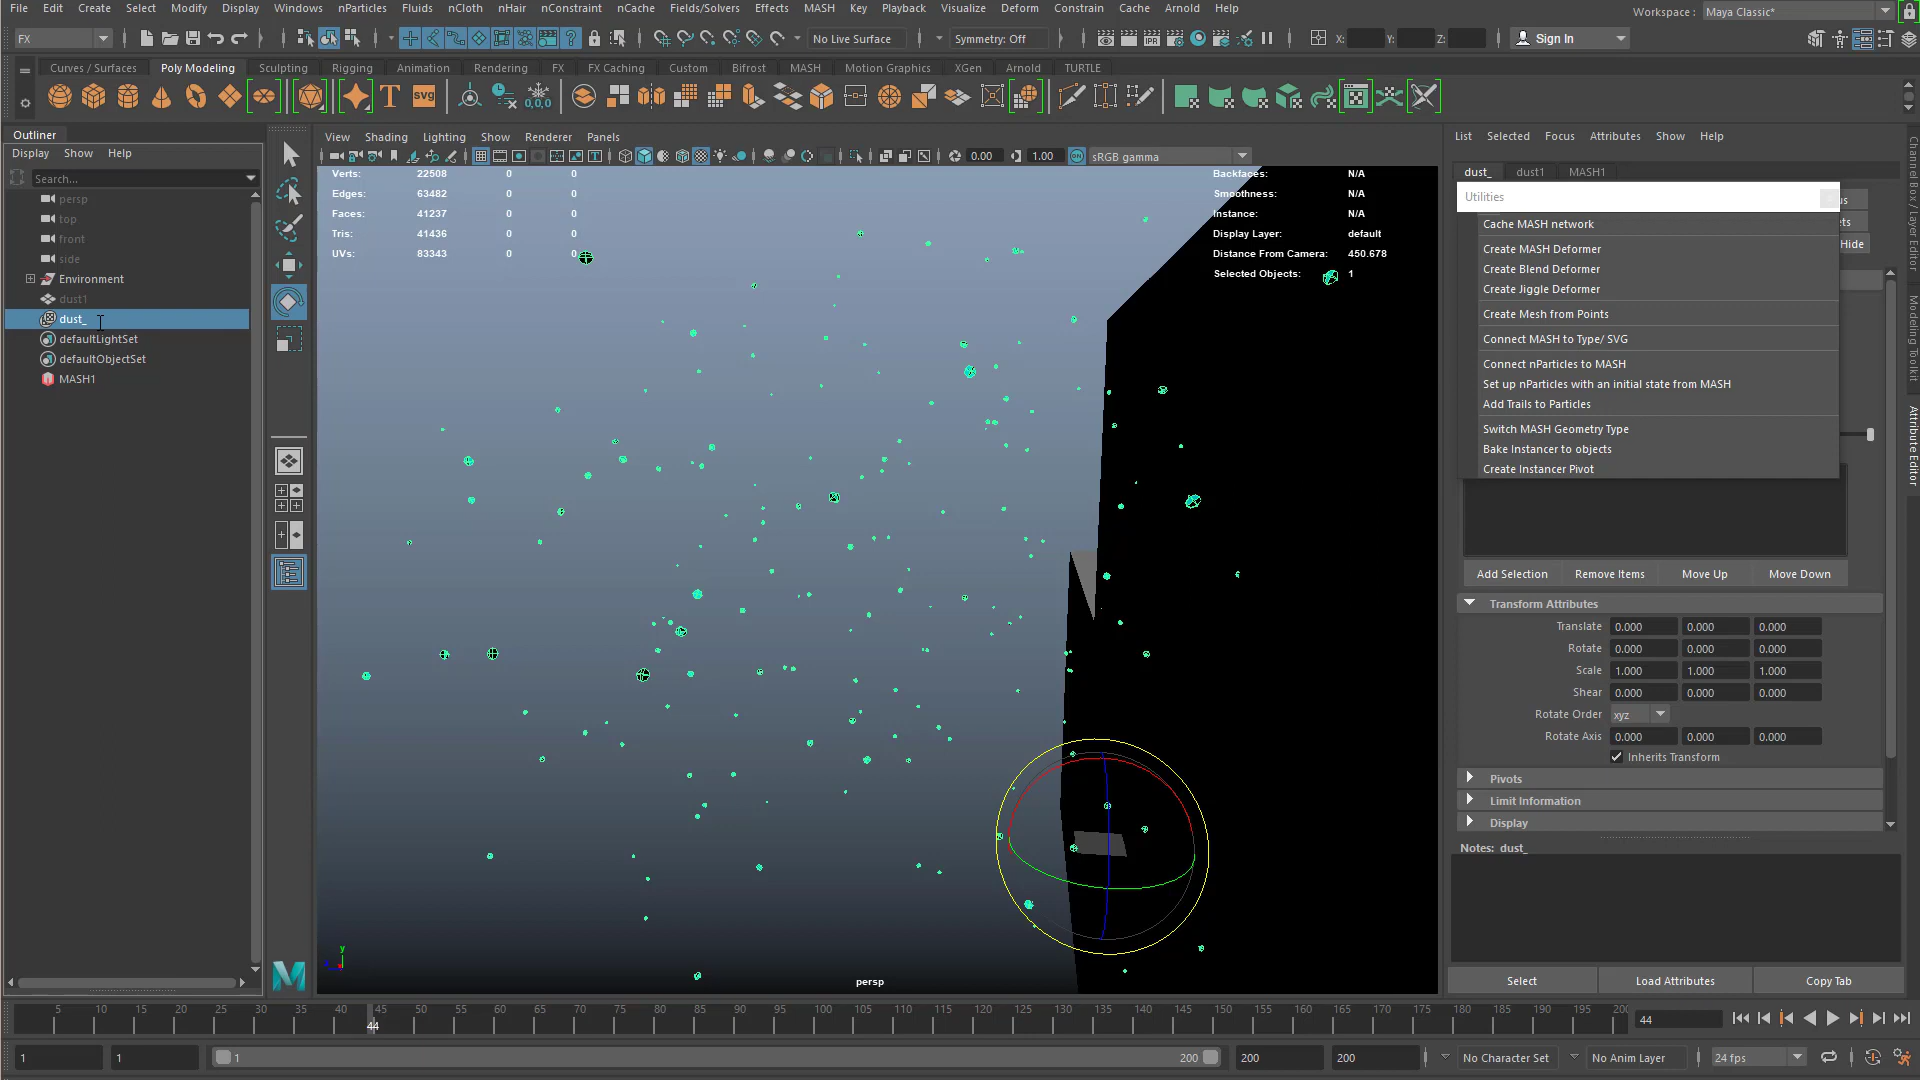 File Edit Create Select Modify Display Windows nParticles Fluids nCloth nHair nConstraint nCache Fields/Solvers Effects MASH Key Playback Visualize Deform Constrain Cache Arnold Help
Workspace : Maya Classic*
FX No Live Surface Symmetry: Off X: Y: Z: Sign In
Curves / Surfaces Poly Modeling Sculpting Rigging Animation Rendering FX FX Caching Custom Bifrost MASH Motion Graphics XGen Arnold TURTLE
T SVG 0,0,0
Outliner
Display Show Help
Search...
persp
top
front
side
Environment
dust1
dust_
defaultLightSet
defaultObjectSet
MASH1
View Shading Lighting Show Renderer Panels
0.00 1.00 sRGB gamma
Verts: 22508 0 0
Edges: 63482 0 0
Faces: 41237 0 0
Tris: 41436 0 0
UVs: 83343 0 0
Backfaces: N/A
Smoothness: N/A
Instance: N/A
Display Layer: default
Distance From Camera: 450.678
Selected Objects: 1
y
persp
List Selected Focus Attributes Show Help
dust_ dust1 MASH1
Utilities
Hide
Cache MASH network
Create MASH Deformer
Create Blend Deformer
Create Jiggle Deformer
Create Mesh from Points
Connect MASH to Type/ SVG
Connect nParticles to MASH
Set up nParticles with an initial state from MASH
Add Trails to Particles
Switch MASH Geometry Type
Bake Instancer to objects
Create Instancer Pivot
Add Selection Remove Items Move Up Move Down
Transform Attributes
Translate 0.000 0.000 0.000
Rotate 0.000 0.000 0.000
Scale 1.000 1.000 1.000
Shear 0.000 0.000 0.000
Rotate Order xyz
Rotate Axis 0.000 0.000 0.000
Inherits Transform
Pivots
Limit Information
Display
Notes: dust_
Select Load Attributes Copy Tab
Channel Box / Layer Editor
Modeling Toolkit
Attribute Editor
5 10 15 20 25 30 35 40 45 50 55 60 65 70 75 80 85 90 95 100 105 110 115 120 125 130 135 140 145 150 155 160 165 170 175 180 185 190 195 200
44
44
1 1 1 200 200 200 No Character Set No Anim Layer 24 fps